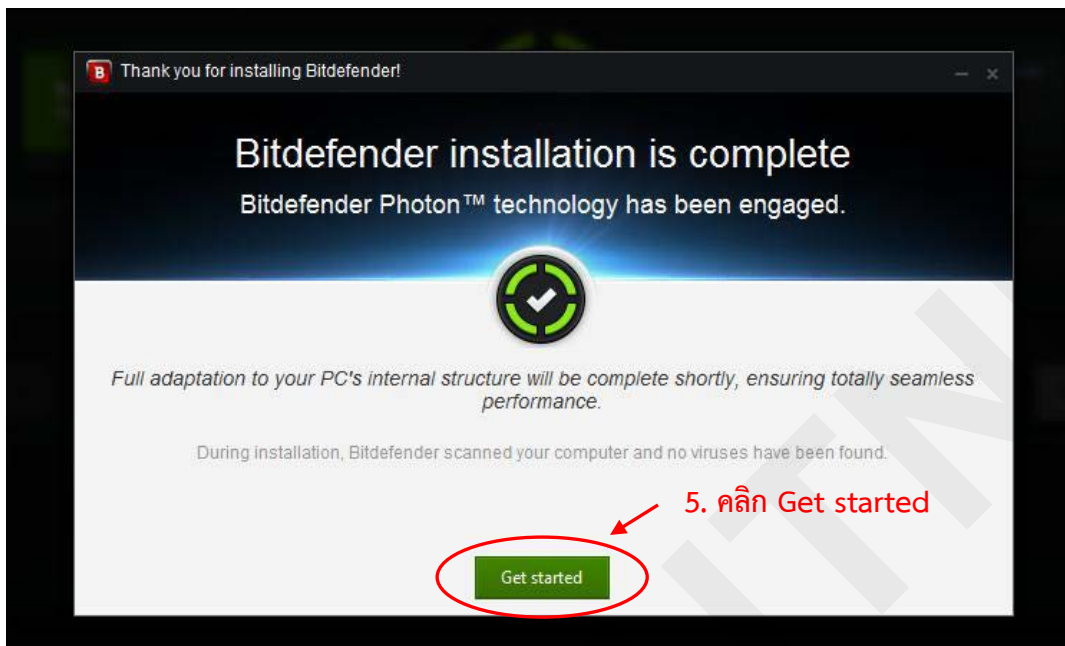 Thank you for installing Bitdefender!
Bitdefender installation is complete
Bitdefender Photon™ technology has been engaged.
Full adaptation to your PC's internal structure will be complete shortly, ensuring totally seamless
performance.
During installation, Bitdefender scanned your computer and no viruses have been found.
5. คลิก Get started
Get started